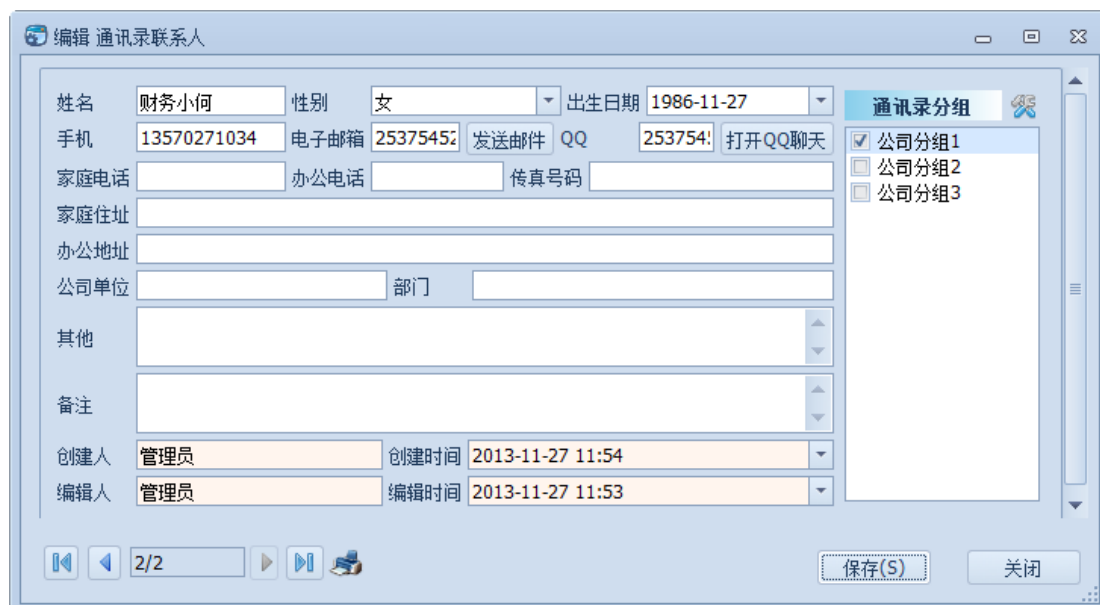 编辑 通讯录联系人
姓名 财务小何 性别 女 出生日期 1986-11-27
手机 13570271034 电子邮箱 25375452 发送邮件 QQ 253754 打开QQ聊天
家庭电话 办公电话 传真号码
家庭住址
办公地址
公司单位 部门
其他
备注
创建人 管理员 创建时间 2013-11-27 11:54
编辑人 管理员 编辑时间 2013-11-27 11:53
通讯录分组
公司分组1
公司分组2
公司分组3
2/2
保存(S) 关闭